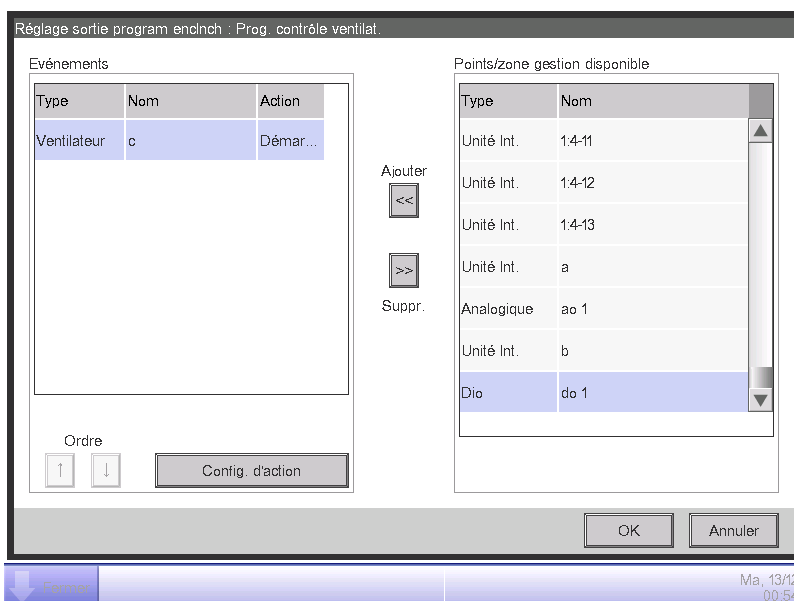 Réglage sortie program enclnch : Prog. contrôle ventilat.
Evénements
Type Nom Action
Ventilateur c Démar...
Ordre
↑ ↓
Config. d'action
Ajouter
<<
>>
Suppr.
Points/zone gestion disponible
Type Nom
Unité Int. 1:4-11
Unité Int. 1:4-12
Unité Int. 1:4-13
Unité Int. a
Analogique ao 1
Unité Int. b
Dio do 1
OK Annuler
Ma, 13/12
00:54